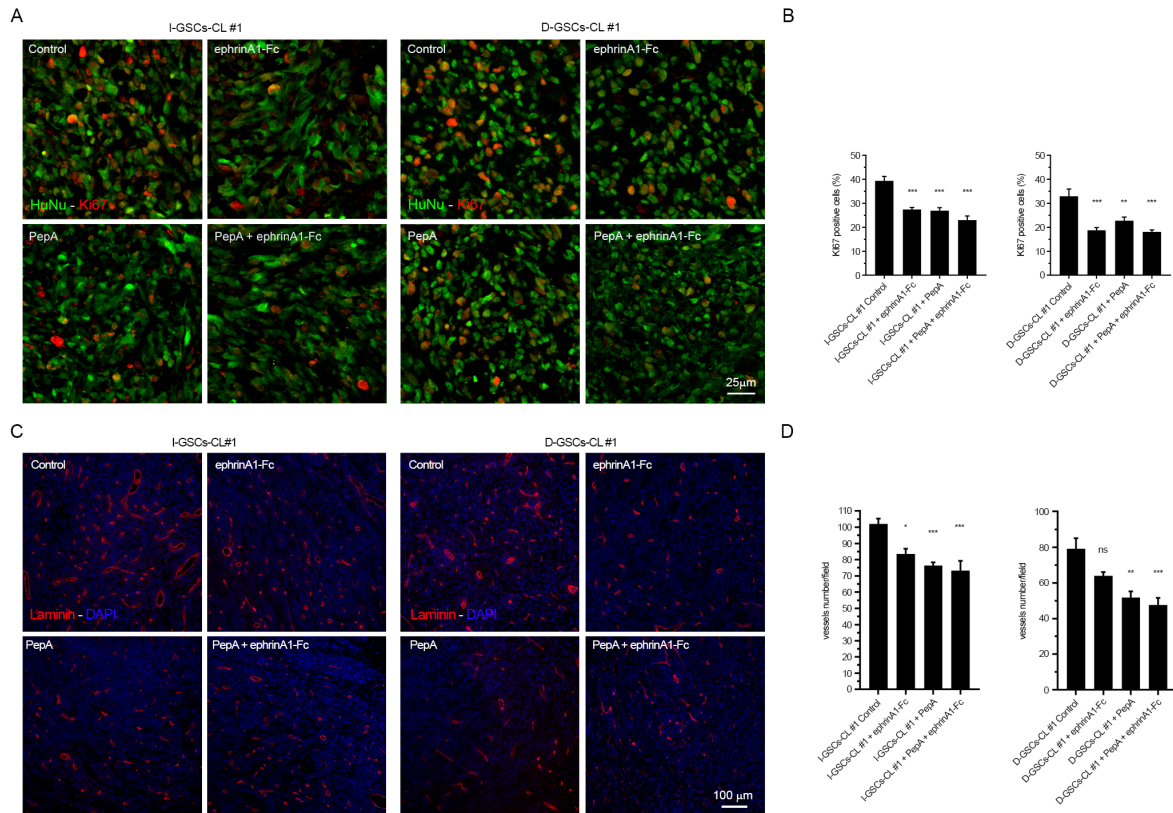 A
I-GSCs-CL #1
D-GSCs-CL #1
Control
ephrinA1-Fc
Control
ephrinA1-Fc
HuNu - Ki67
HuNu - Ki67
PepA
PepA + ephrinA1-Fc
PepA
PepA + ephrinA1-Fc
25µm
B
Ki67 positive cells (%)
50
40
30
20
10
0
***
***
***
I-GSCs-CL #1 Control
I-GSCs-CL #1 + ephrinA1-Fc
I-GSCs-CL #1 + PepA
I-GSCs-CL #1 + PepA + ephrinA1-Fc
Ki67 positive cells (%)
50
40
30
20
10
0
***
**
***
D-GSCs-CL #1 Control
D-GSCs-CL #1 + ephrinA1-Fc
D-GSCs-CL #1 + PepA
D-GSCs-CL #1 + PepA + ephrinA1-Fc
C
I-GSCs-CL#1
D-GSCs-CL #1
Control
ephrinA1-Fc
Control
ephrinA1-Fc
Laminin - DAPI
Laminin - DAPI
PepA
PepA + ephrinA1-Fc
PepA
PepA + ephrinA1-Fc
100 µm
D
vessels number/field
110
100
90
80
70
60
50
40
30
20
10
0
*
***
***
I-GSCs-CL #1 Control
I-GSCs-CL #1 + ephrinA1-Fc
I-GSCs-CL #1 + PepA
I-GSCs-CL #1 + PepA + ephrinA1-Fc
vessels number/field
100
80
60
40
20
0
ns
**
***
D-GSCs-CL #1 Control
D-GSCs-CL #1 + ephrinA1-Fc
D-GSCs-CL #1 + PepA
D-GSCs-CL #1 + PepA + ephrinA1-Fc